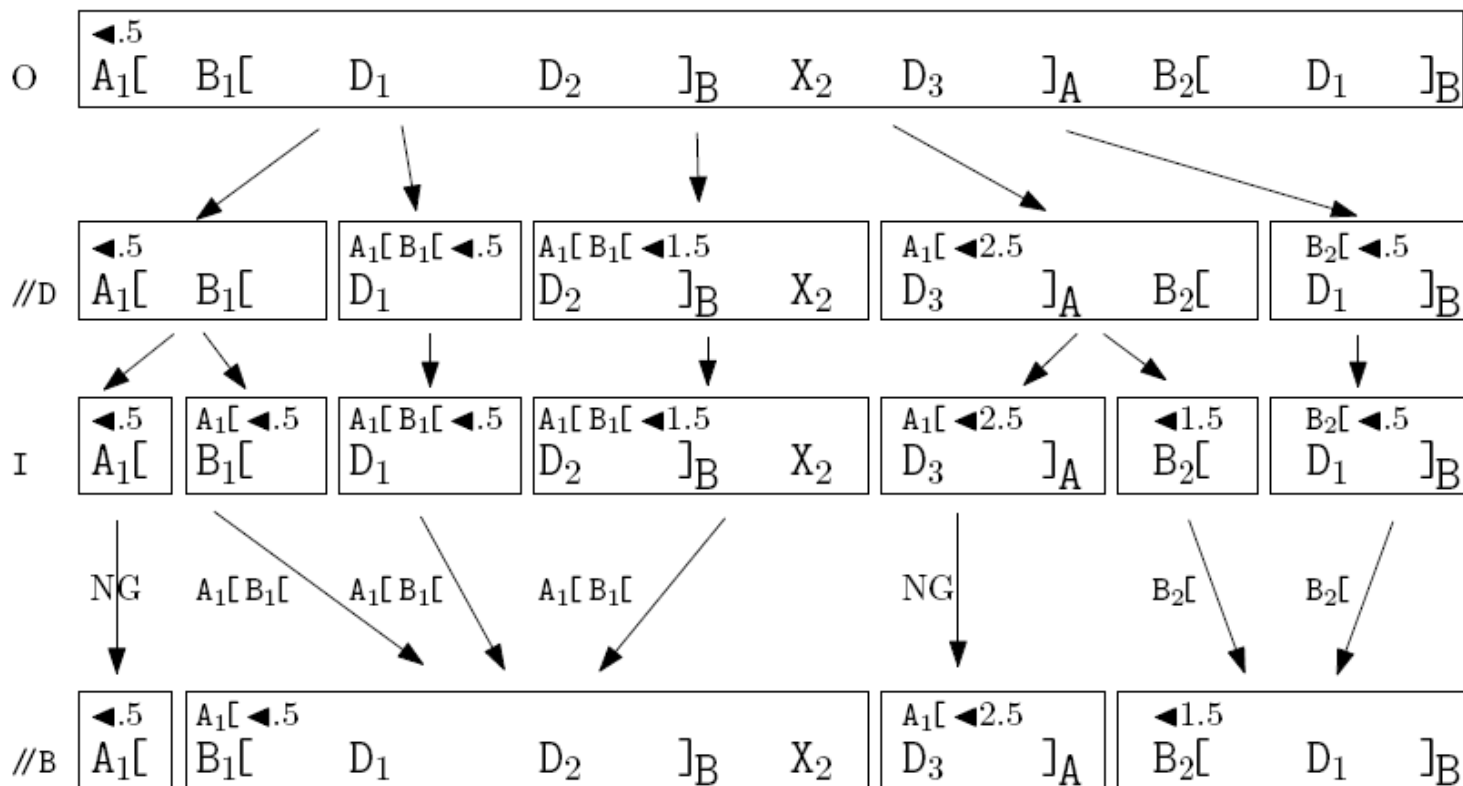 ◄.5
O A₁[ B₁[ D₁ D₂ ]B X₂ D₃ ]A B₂[ D₁ ]B
◄.5 A₁[ B₁[ ◄.5 A₁[ B₁[ ◄1.5 A₁[ ◄2.5 B₂[ ◄.5
//D A₁[ B₁[ D₁ D₂ ]B X₂ D₃ ]A B₂[ D₁ ]B
◄.5 A₁[ ◄.5 A₁[ B₁[ ◄.5 A₁[ B₁[ ◄1.5 A₁[ ◄2.5 ◄1.5 B₂[ ◄.5
I A₁[ B₁[ D₁ D₂ ]B X₂ D₃ ]A B₂[ D₁ ]B
NG A₁[ B₁[ A₁[ B₁[ A₁[ B₁[ NG B₂[ B₂[
◄.5 A₁[ ◄.5 A₁[ ◄2.5 ◄1.5
//B A₁[ B₁[ D₁ D₂ ]B X₂ D₃ ]A B₂[ D₁ ]B